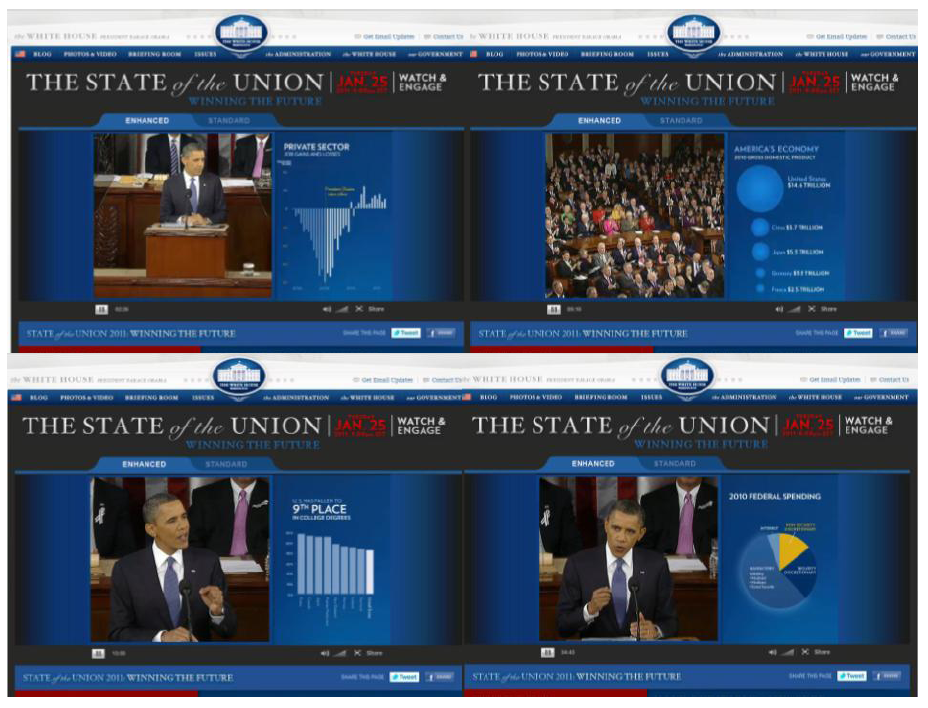 the WHITE HOUSE PRESIDENT BARACK OBAMA
THE WHITE HOUSE
Get Email Updates Contact Us
BLOG PHOTOS & VIDEO BRIEFING ROOM ISSUES the ADMINISTRATION the WHITE HOUSE our GOVERNMENT
THE STATE of the UNION JAN. 25 WATCH & ENGAGE
WINNING THE FUTURE
ENHANCED STANDARD
PRIVATE SECTOR
JOB GAINS AND LOSSES
Share
STATE of the UNION 2011: WINNING THE FUTURE
SHARE THIS PAGE Tweet SHARE
the WHITE HOUSE PRESIDENT BARACK OBAMA
THE WHITE HOUSE
Get Email Updates Contact Us
BLOG PHOTOS & VIDEO BRIEFING ROOM ISSUES the ADMINISTRATION the WHITE HOUSE our GOVERNMENT
THE STATE of the UNION JAN. 25 WATCH & ENGAGE
WINNING THE FUTURE
ENHANCED STANDARD
AMERICA'S ECONOMY
2010 GROSS DOMESTIC PRODUCT
United States
$14.6 TRILLION
China $5.7 TRILLION
Japan $5.3 TRILLION
Germany $3.3 TRILLION
France $2.5 TRILLION
Share
STATE of the UNION 2011: WINNING THE FUTURE
SHARE THIS PAGE Tweet SHARE
the WHITE HOUSE PRESIDENT BARACK OBAMA
THE WHITE HOUSE
Get Email Updates Contact Us
BLOG PHOTOS & VIDEO BRIEFING ROOM ISSUES the ADMINISTRATION the WHITE HOUSE our GOVERNMENT
THE STATE of the UNION JAN. 25 WATCH & ENGAGE
WINNING THE FUTURE
ENHANCED STANDARD
U.S. HAS FALLEN TO
9TH PLACE
IN COLLEGE DEGREES
Share
STATE of the UNION 2011: WINNING THE FUTURE
SHARE THIS PAGE Tweet SHARE
the WHITE HOUSE PRESIDENT BARACK OBAMA
THE WHITE HOUSE
Get Email Updates Contact Us
BLOG PHOTOS & VIDEO BRIEFING ROOM ISSUES the ADMINISTRATION the WHITE HOUSE our GOVERNMENT
THE STATE of the UNION JAN. 25 WATCH & ENGAGE
WINNING THE FUTURE
ENHANCED STANDARD
2010 FEDERAL SPENDING
INTEREST
NON-SECURITY DISCRETIONARY
SECURITY DISCRETIONARY
MANDATORY
Share
STATE of the UNION 2011: WINNING THE FUTURE
SHARE THIS PAGE Tweet SHARE